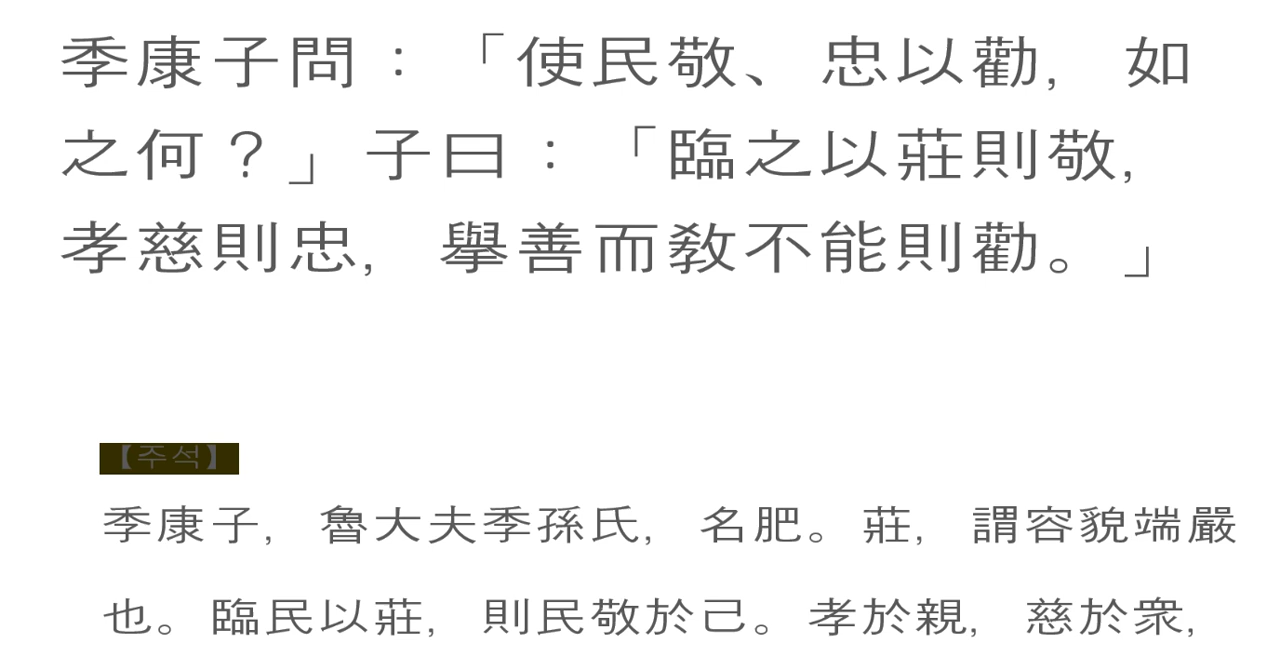 季康子問：「使民敬、忠以勸, 如
之何？」子曰：「臨之以莊則敬,
孝慈則忠, 擧善而教不能則勸。」
【주석】
季康子, 魯大夫季孫氏, 名肥。莊, 謂容貌端嚴
也。臨民以莊, 則民敬於己。孝於親, 慈於衆,